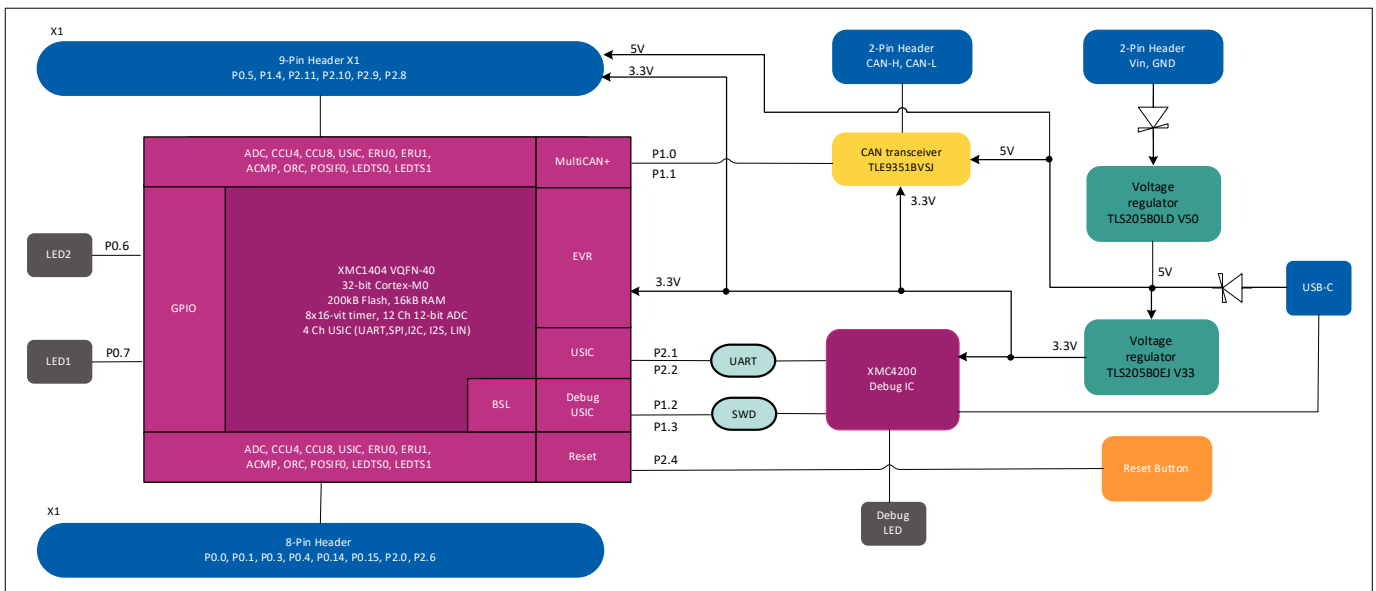 X1
9-Pin Header X1
P0.5, P1.4, P2.11, P2.10, P2.9, P2.8
5V
3.3V
2-Pin Header
CAN-H, CAN-L
2-Pin Header
Vin, GND
ADC, CCU4, CCU8, USIC, ERU0, ERU1,
ACMP, ORC, POSIF0, LEDTS0, LEDTS1
MultiCAN+
P1.0
P1.1
CAN transceiver
TLE9351BVSJ
5V
3.3V
Voltage
regulator
TLS205B0LD V50
LED2
P0.6
GPIO
XMC1404 VQFN-40
32-bit Cortex-M0
200kB Flash, 16kB RAM
8x16-vit timer, 12 Ch 12-bit ADC
4 Ch USIC (UART,SPI,I2C, I2S, LIN)
EVR
3.3V
5V
USB-C
LED1
P0.7
USIC
P2.1
P2.2
UART
XMC4200
Debug IC
3.3V
Voltage
regulator
TLS205B0EJ V33
BSL
Debug
USIC
P1.2
P1.3
SWD
ADC, CCU4, CCU8, USIC, ERU0, ERU1,
ACMP, ORC, POSIF0, LEDTS0, LEDTS1
Reset
P2.4
Reset Button
Debug
LED
X1
8-Pin Header
P0.0, P0.1, P0.3, P0.4, P0.14, P0.15, P2.0, P2.6